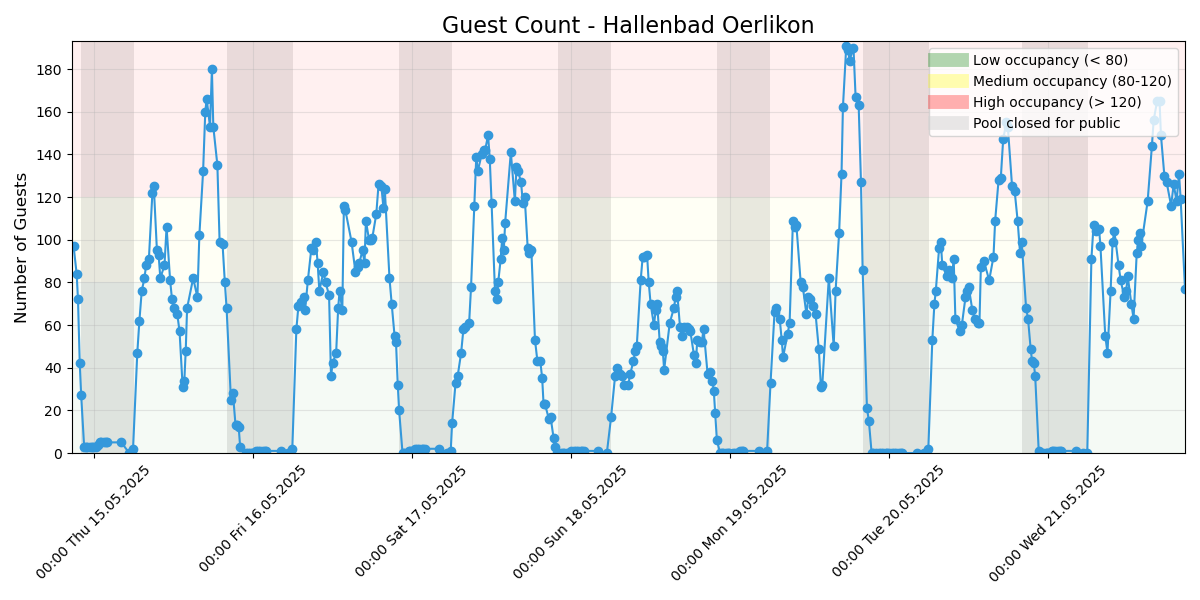 Guest Count - Hallenbad Oerlikon
Number of Guests
180
160
140
120
100
80
60
40
20
0
Low occupancy (< 80)
Medium occupancy (80-120)
High occupancy (> 120)
Pool closed for public
00:00 Thu 15.05.2025
00:00 Fri 16.05.2025
00:00 Sat 17.05.2025
00:00 Sun 18.05.2025
00:00 Mon 19.05.2025
00:00 Tue 20.05.2025
00:00 Wed 21.05.2025